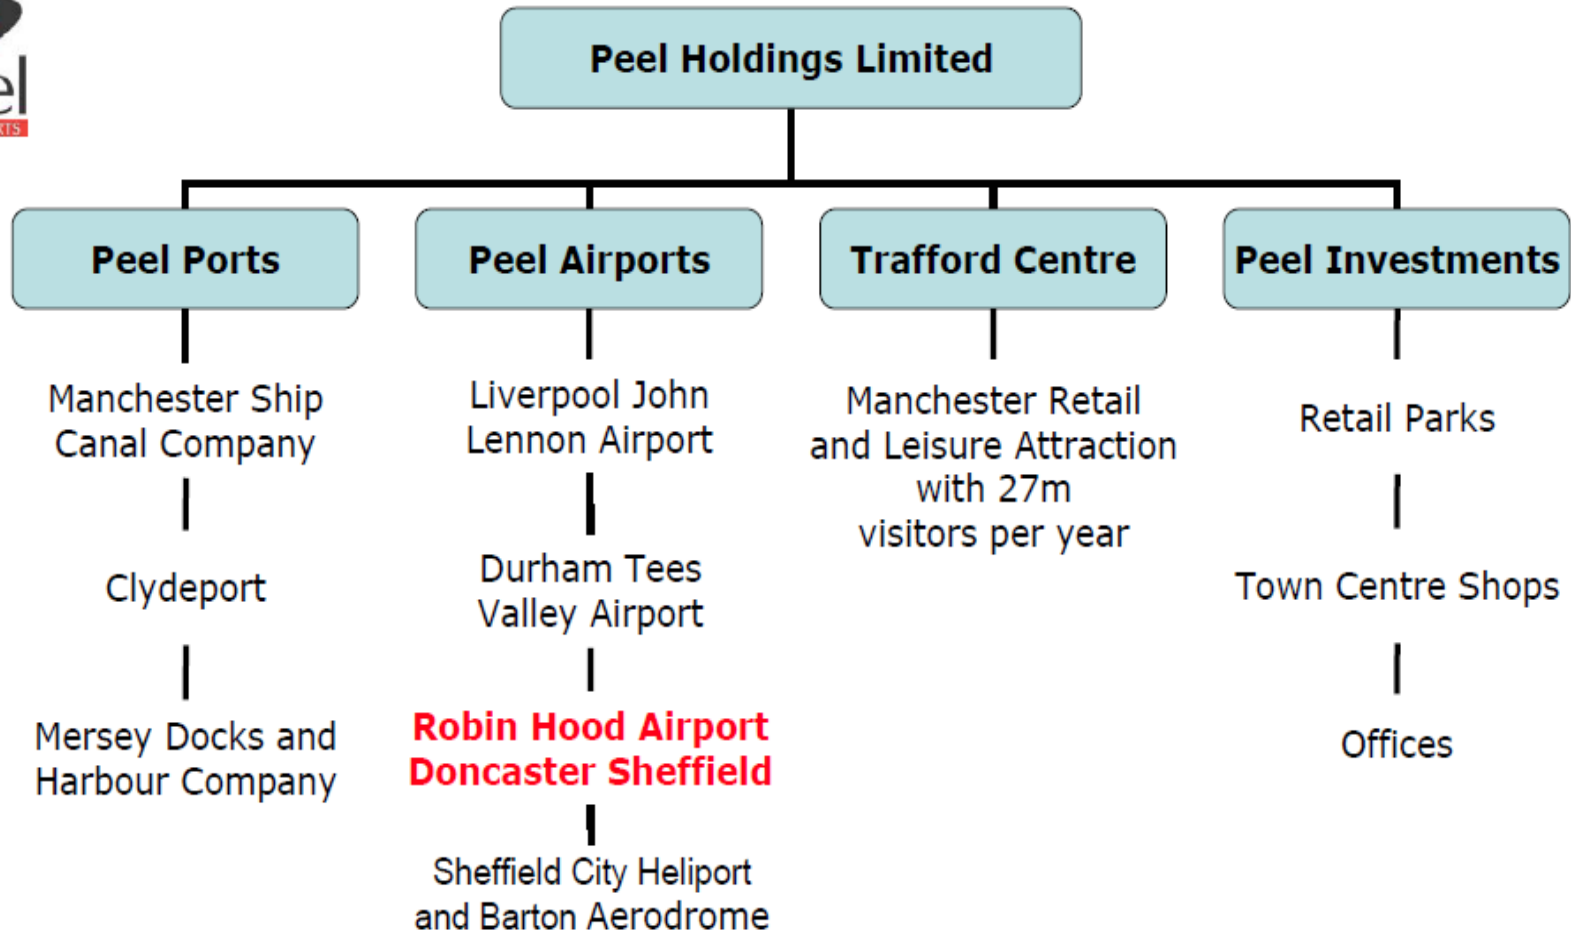 Peel Holdings Limited
Peel Ports
Peel Airports
Trafford Centre
Peel Investments
Manchester Ship
Canal Company
Clydeport
Mersey Docks and
Harbour Company
Liverpool John
Lennon Airport
Durham Tees
Valley Airport
Robin Hood Airport
Doncaster Sheffield
Sheffield City Heliport
and Barton Aerodrome
Manchester Retail
and Leisure Attraction
with 27m
visitors per year
Retail Parks
Town Centre Shops
Offices